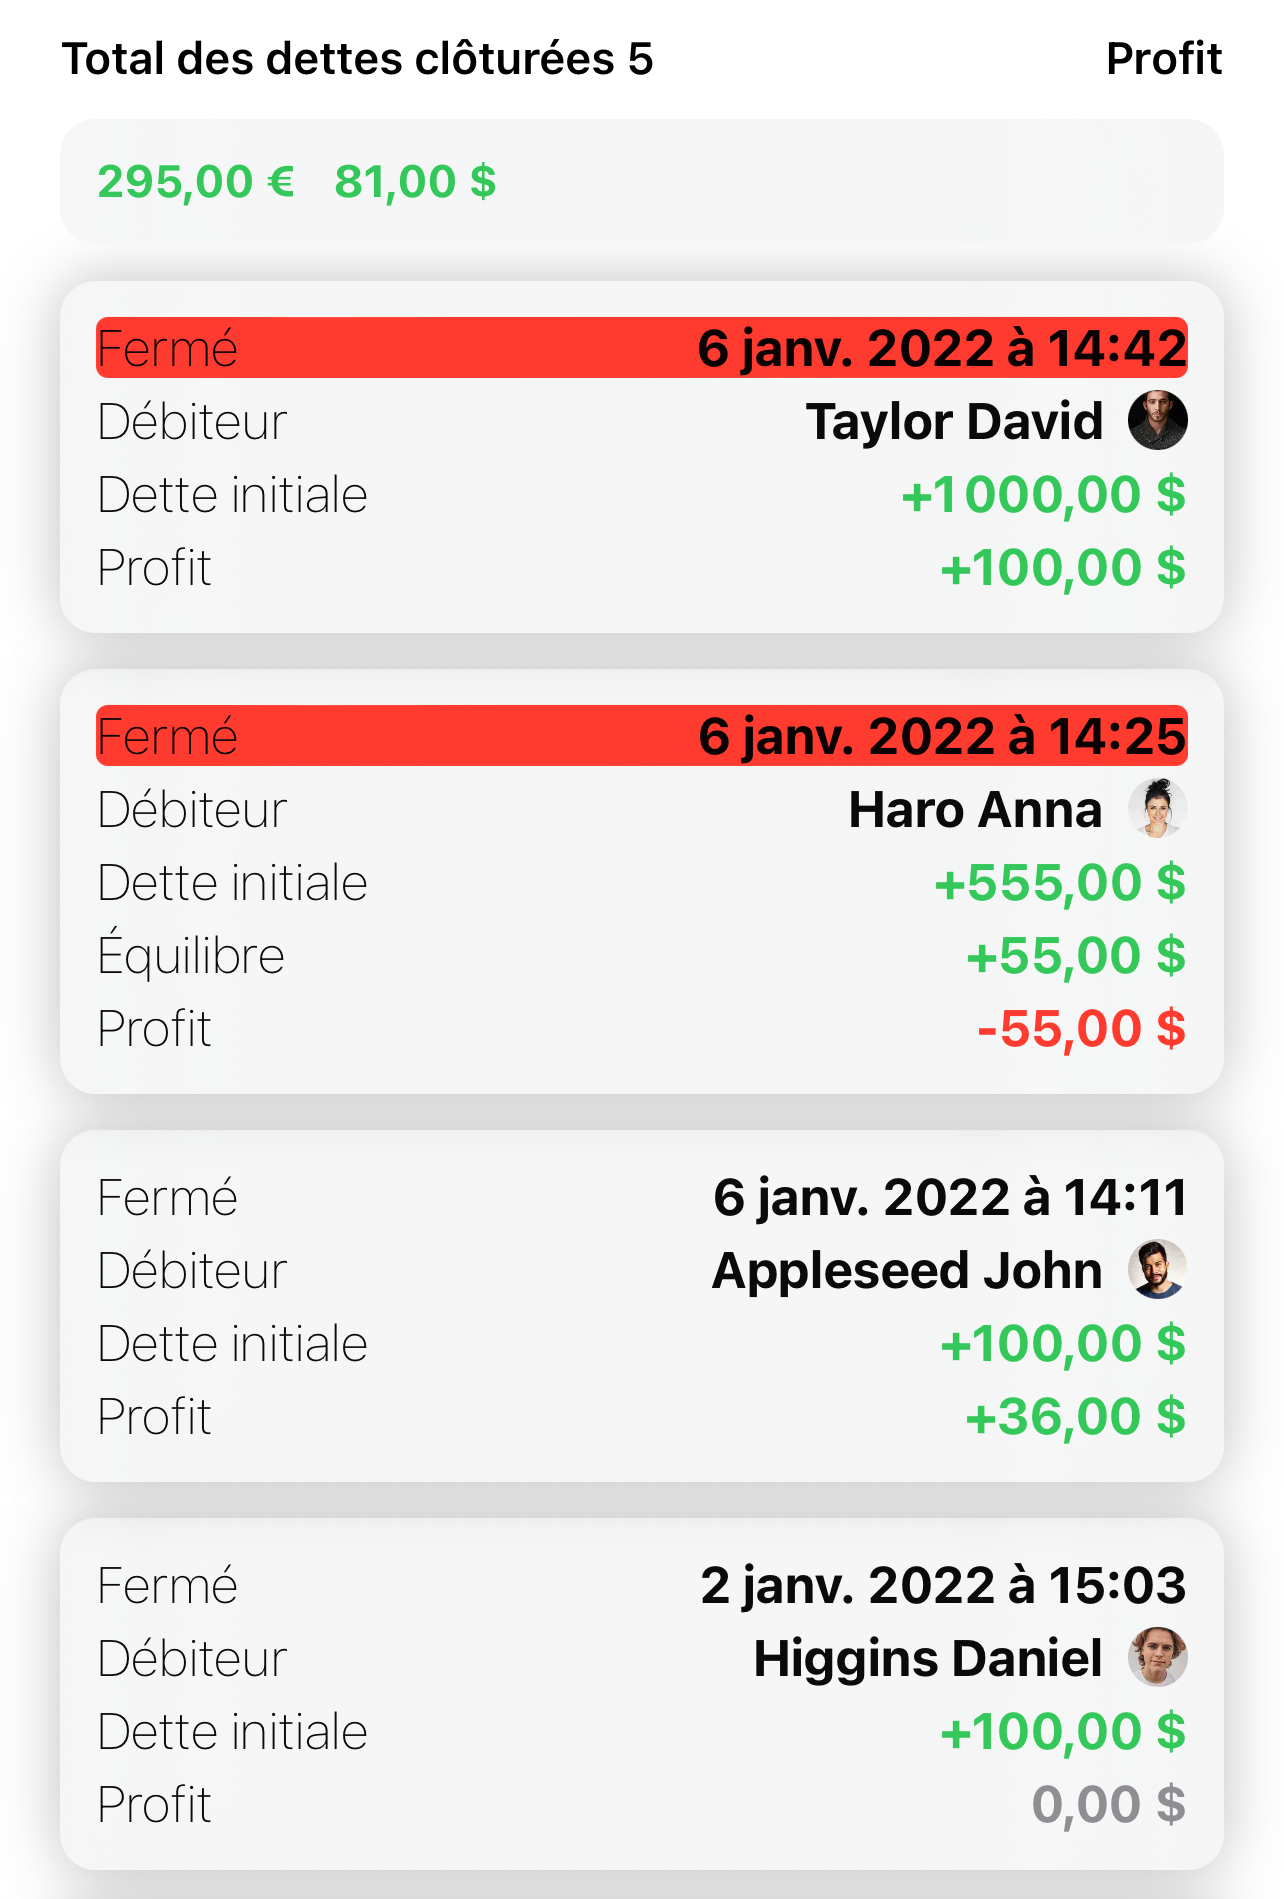 Total des dettes clôturées 5 Profit
295,00 € 81,00 $
Fermé 6 janv. 2022 à 14:42
Débiteur Taylor David
Dette initiale +1 000,00 $
Profit +100,00 $
Fermé 6 janv. 2022 à 14:25
Débiteur Haro Anna
Dette initiale +555,00 $
Équilibre +55,00 $
Profit -55,00 $
Fermé 6 janv. 2022 à 14:11
Débiteur Appleseed John
Dette initiale +100,00 $
Profit +36,00 $
Fermé 2 janv. 2022 à 15:03
Débiteur Higgins Daniel
Dette initiale +100,00 $
Profit 0,00 $